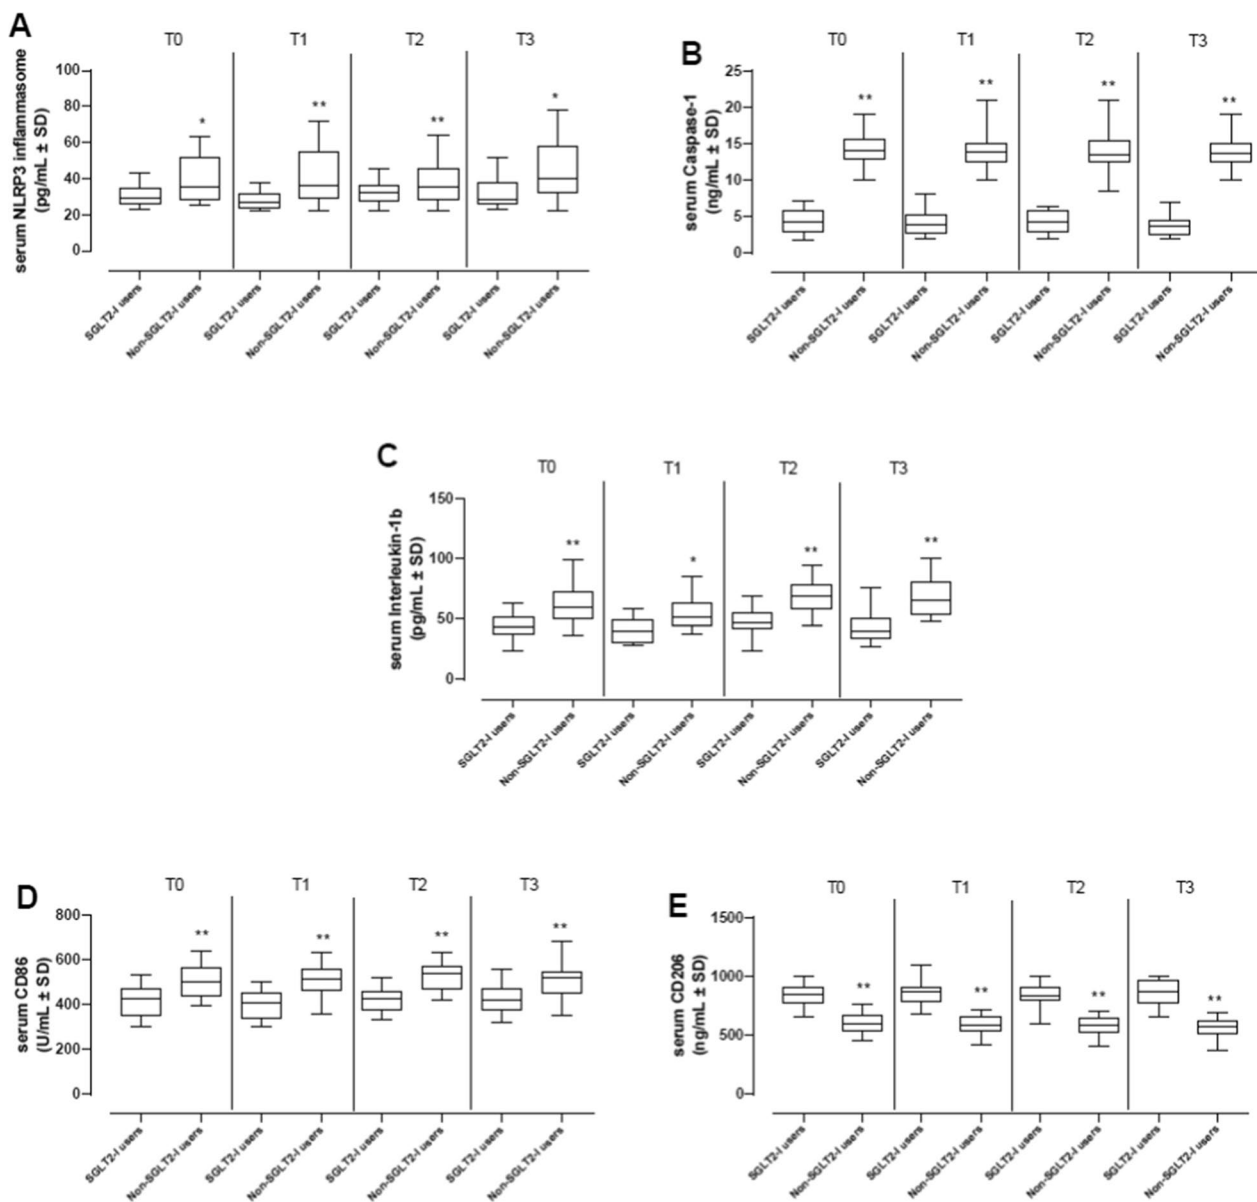 A
T0 T1 T2 T3
serum NLRP3 inflammasome
(pg/mL ± SD)
100
80
60
40
20
0
* ** ** *
SGLT2-I users
Non-SGLT2-I users
SGLT2-I users
Non-SGLT2-I users
SGLT2-I users
Non-SGLT2-I users
SGLT2-I users
Non-SGLT2-I users
B
T0 T1 T2 T3
serum Caspase-1
(ng/mL ± SD)
25
20
15
10
5
0
** ** ** **
SGLT2-I users
Non-SGLT2-I users
SGLT2-I users
Non-SGLT2-I users
SGLT2-I users
Non-SGLT2-I users
SGLT2-I users
Non-SGLT2-I users
C
T0 T1 T2 T3
serum Interleukin-1b
(pg/mL ± SD)
150
100
50
0
** * ** **
SGLT2-I users
Non-SGLT2-I users
SGLT2-I users
Non-SGLT2-I users
SGLT2-I users
Non-SGLT2-I users
SGLT2-I users
Non-SGLT2-I users
D
T0 T1 T2 T3
serum CD86
(U/mL ± SD)
800
600
400
200
0
** ** ** **
SGLT2-I users
Non-SGLT2-I users
SGLT2-I users
Non-SGLT2-I users
SGLT2-I users
Non-SGLT2-I users
SGLT2-I users
Non-SGLT2-I users
E
T0 T1 T2 T3
serum CD206
(ng/mL ± SD)
1500
1000
500
0
** ** ** **
SGLT2-I users
Non-SGLT2-I users
SGLT2-I users
Non-SGLT2-I users
SGLT2-I users
Non-SGLT2-I users
SGLT2-I users
Non-SGLT2-I users